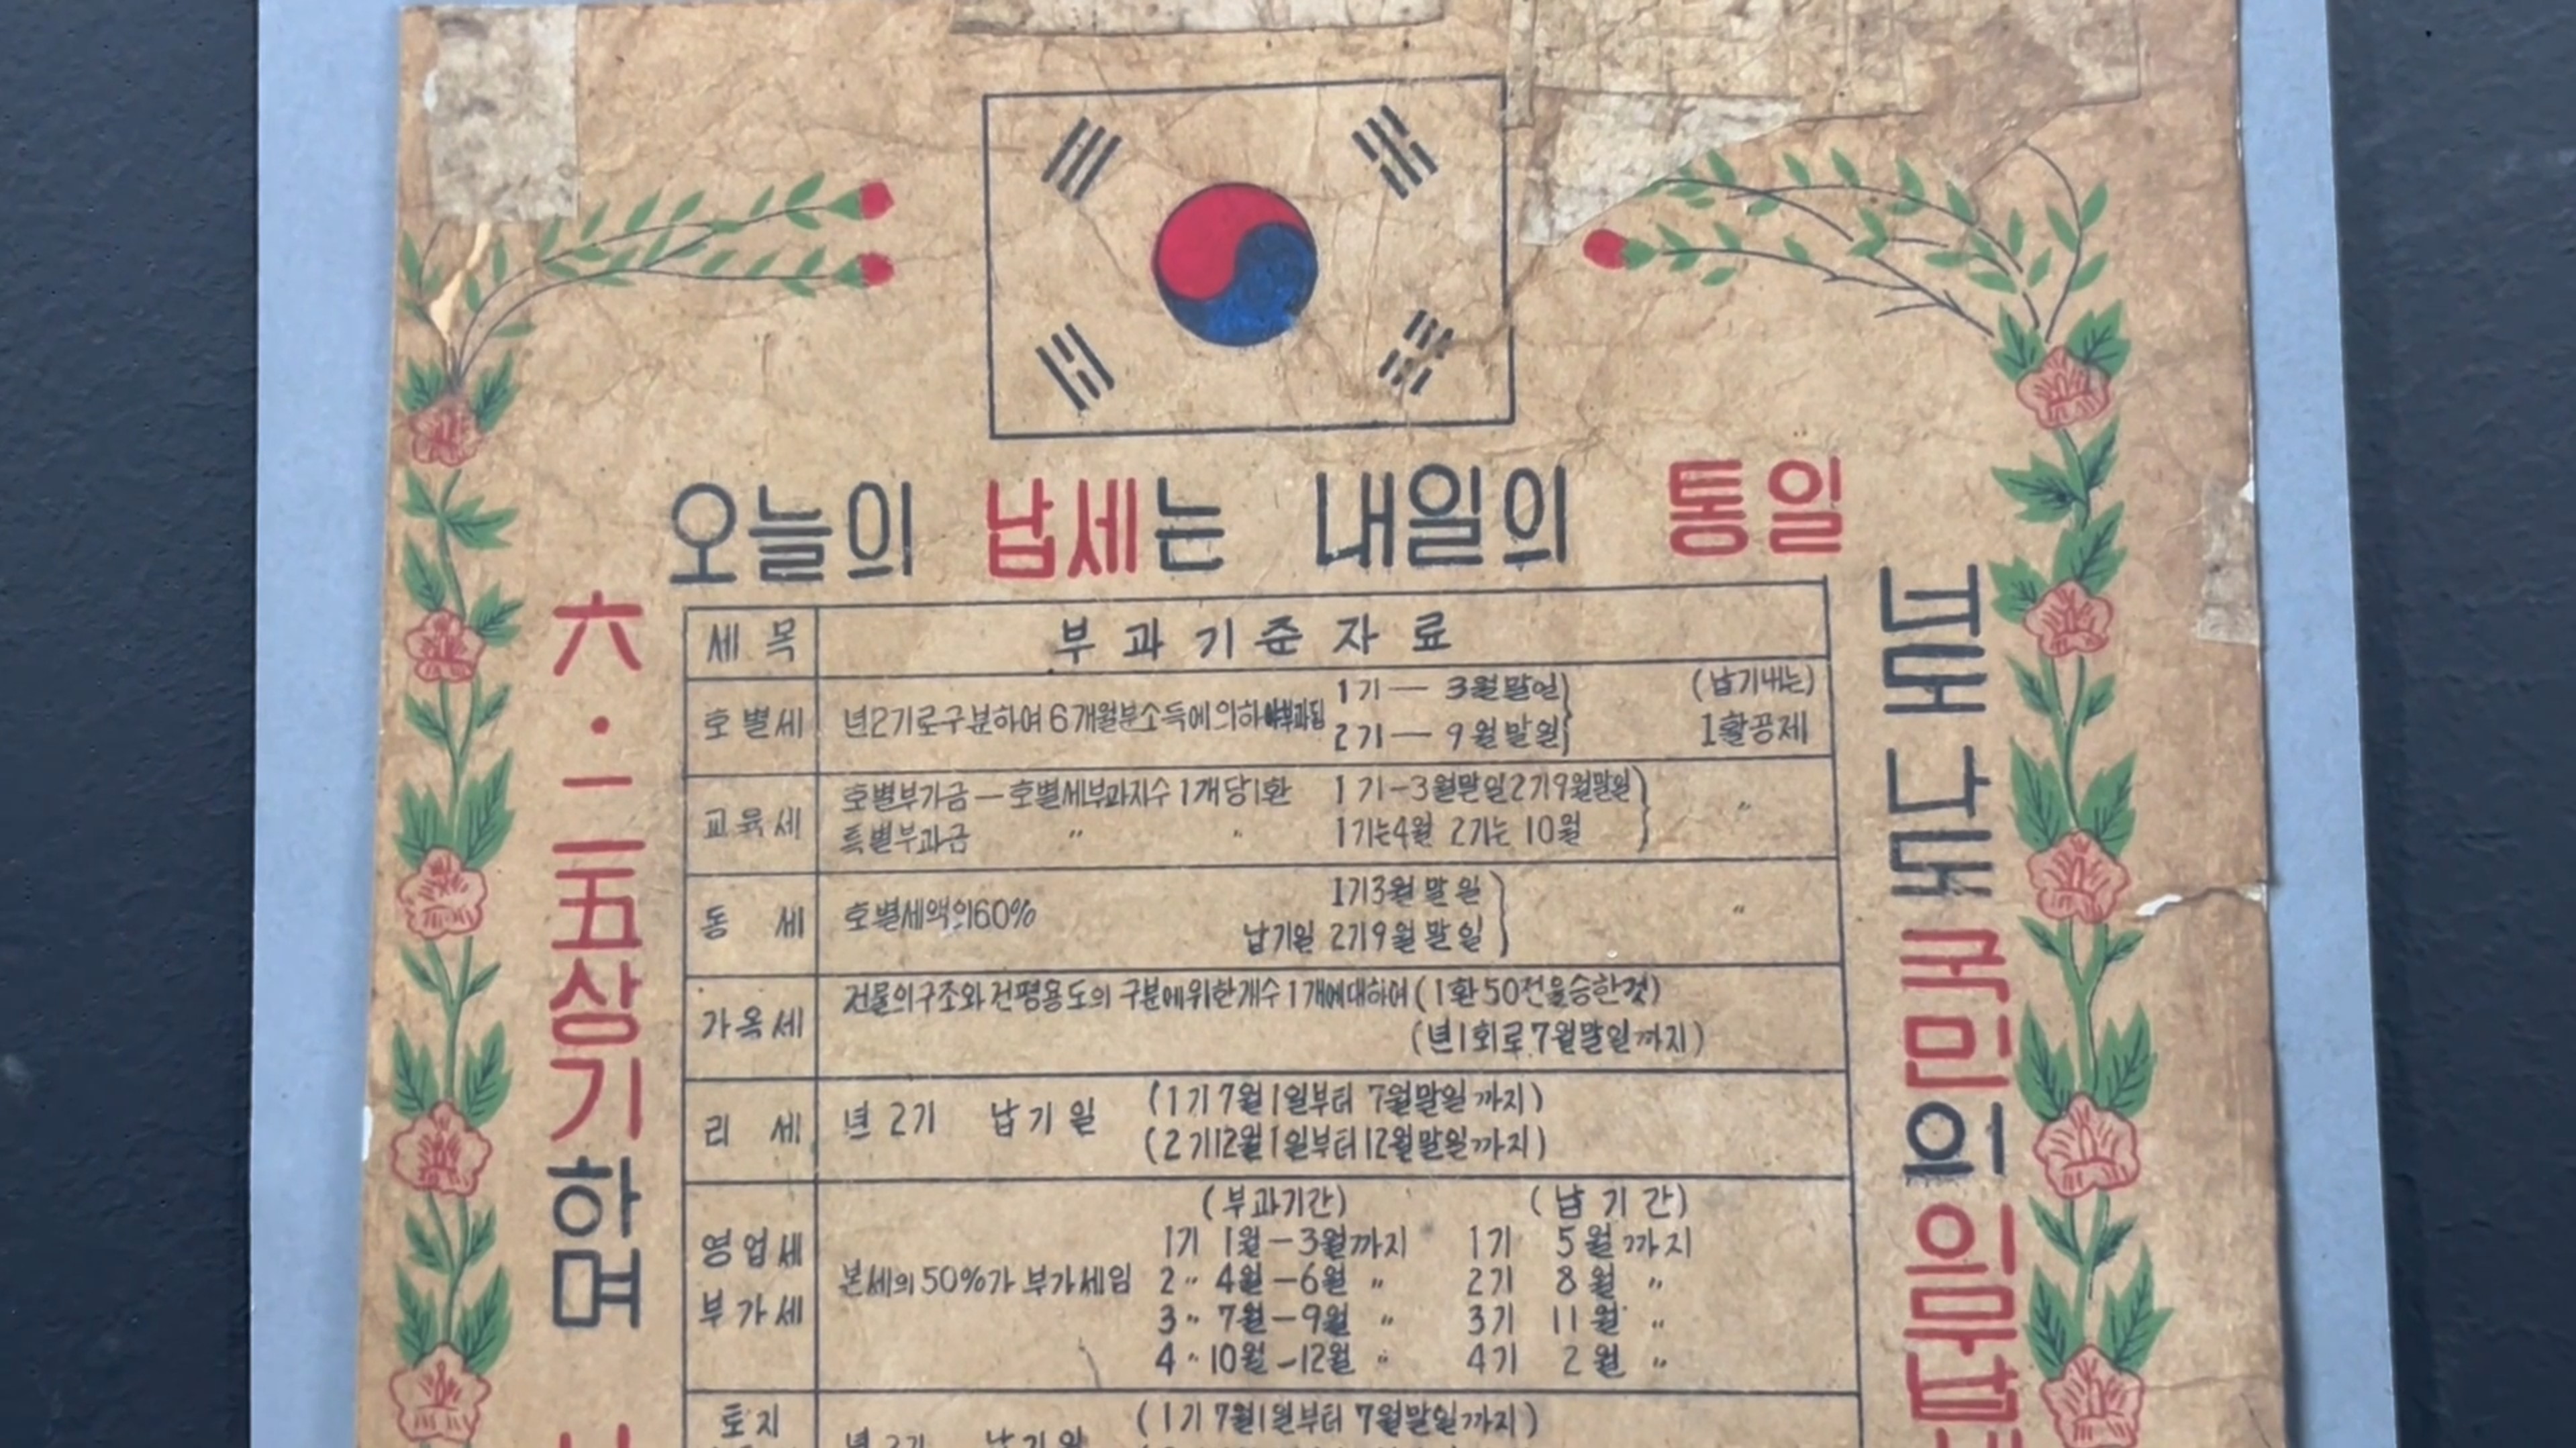 오늘의 납세는 내일의 통일
六·二五상기하며
너도 나도 국민의 의무납세
세목 부과기준자료
호별세 년2기로구분하여 6개월분소득에의하야부과됨 1기— 3월말일} (납기내는)
2기— 9월말일} 1활공제
교육세 호별부가금—호별세부과지수 1개당1환 1기-3월말일2기9월말일}  〃
특별부과금 〃 〃 1기는4월 2기는 10월
동세 호별세액의60% 1기3월말일} 〃
납기일 2기9월말일
가옥세 건물의구조와건평용도의 구분에위한개수1개에대하여(1환50전을승한것)
(년1회로7월말일까지)
리세 년2기 납기일 (1기7월1일부터 7월말일까지)
(2기12월1일부터12월말일까지)
영업세 부가세 본세의50%가 부가세임
(부과기간) (납기간)
1기 1월-3월까지 1기 5월까지
2〃 4월-6월 〃 2기 8월 〃
3〃 7월-9월 〃 3기 11월 〃
4〃 10월-12월 〃 4기 2월 〃
토지 (1기7월1일부터 7월말일까지)
년2기 납기일